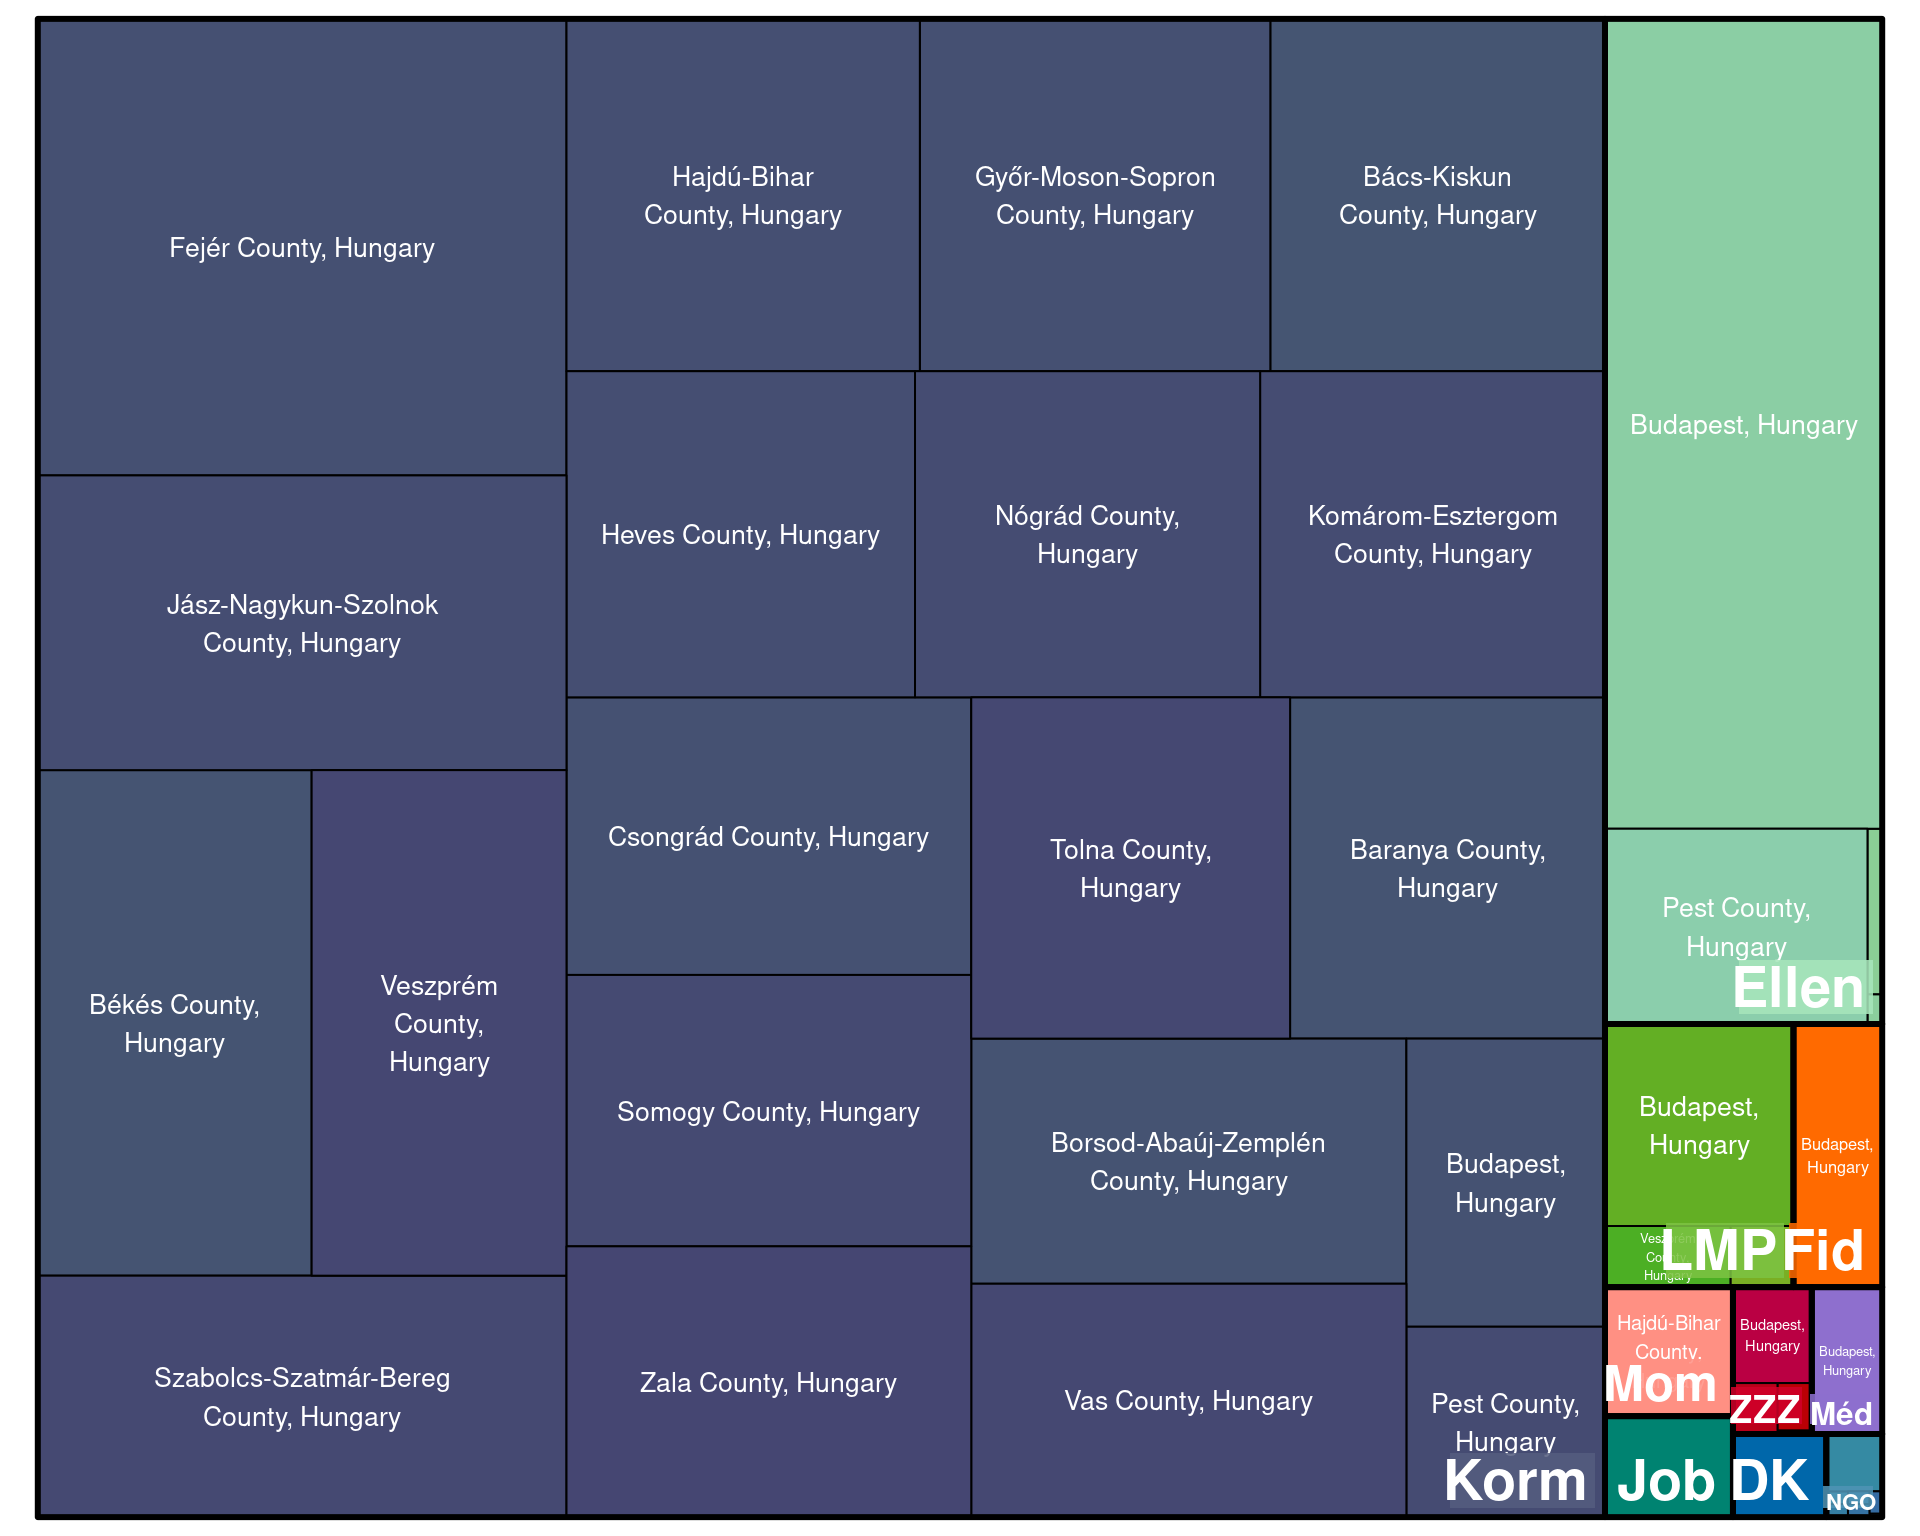 Fejér County, Hungary
Hajdú-Bihar
County, Hungary
Győr-Moson-Sopron
County, Hungary
Bács-Kiskun
County, Hungary
Budapest, Hungary
Heves County, Hungary
Nógrád County,
Hungary
Komárom-Esztergom
County, Hungary
Jász-Nagykun-Szolnok
County, Hungary
Csongrád County, Hungary
Tolna County,
Hungary
Baranya County,
Hungary
Pest County,
Hungary
Ellen
Békés County,
Hungary
Veszprém
County,
Hungary
Somogy County, Hungary
Borsod-Abaúj-Zemplén
County, Hungary
Budapest,
Hungary
Budapest,
Hungary
Veszprém
County,
Hungary
LMP
Budapest,
Hungary
Fid
Szabolcs-Szatmár-Bereg
County, Hungary
Zala County, Hungary
Vas County, Hungary
Pest County,
Hungary
Korm
Hajdú-Bihar
County,
Mom
Budapest,
Hungary
ZZZ
Budapest,
Hungary
Méd
Job
DK
NGO